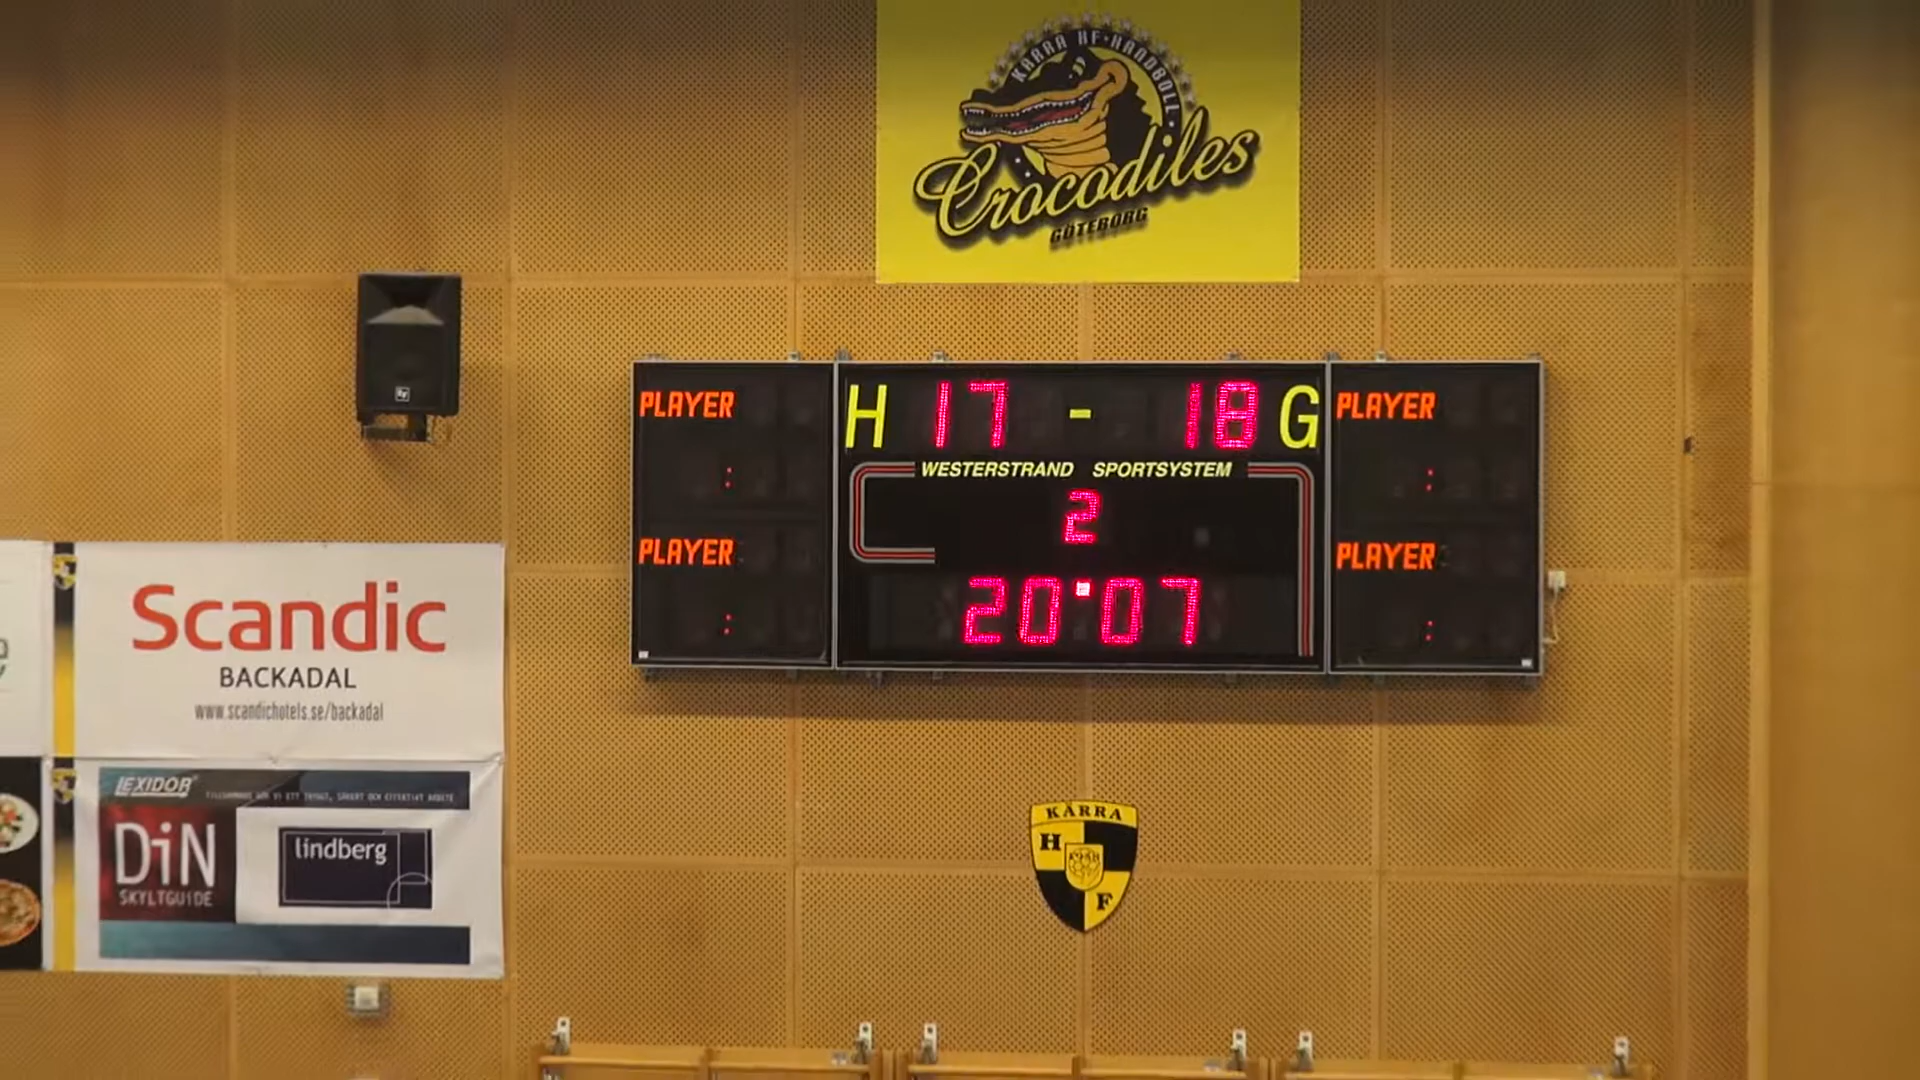 KÄRRA HF HANDBOLL
Crocodiles
GÖTEBORG
PLAYER
H 17 - 18 G
PLAYER
:
WESTERSTRAND SPORTSYSTEM
:
2
PLAYER
PLAYER
:
20:07
:
Scandic
BACKADAL
www.scandichotels.se/backadal
LEXIDOR
DiN
SKYLTGUIDE
lindberg
KÄRRA
H
F